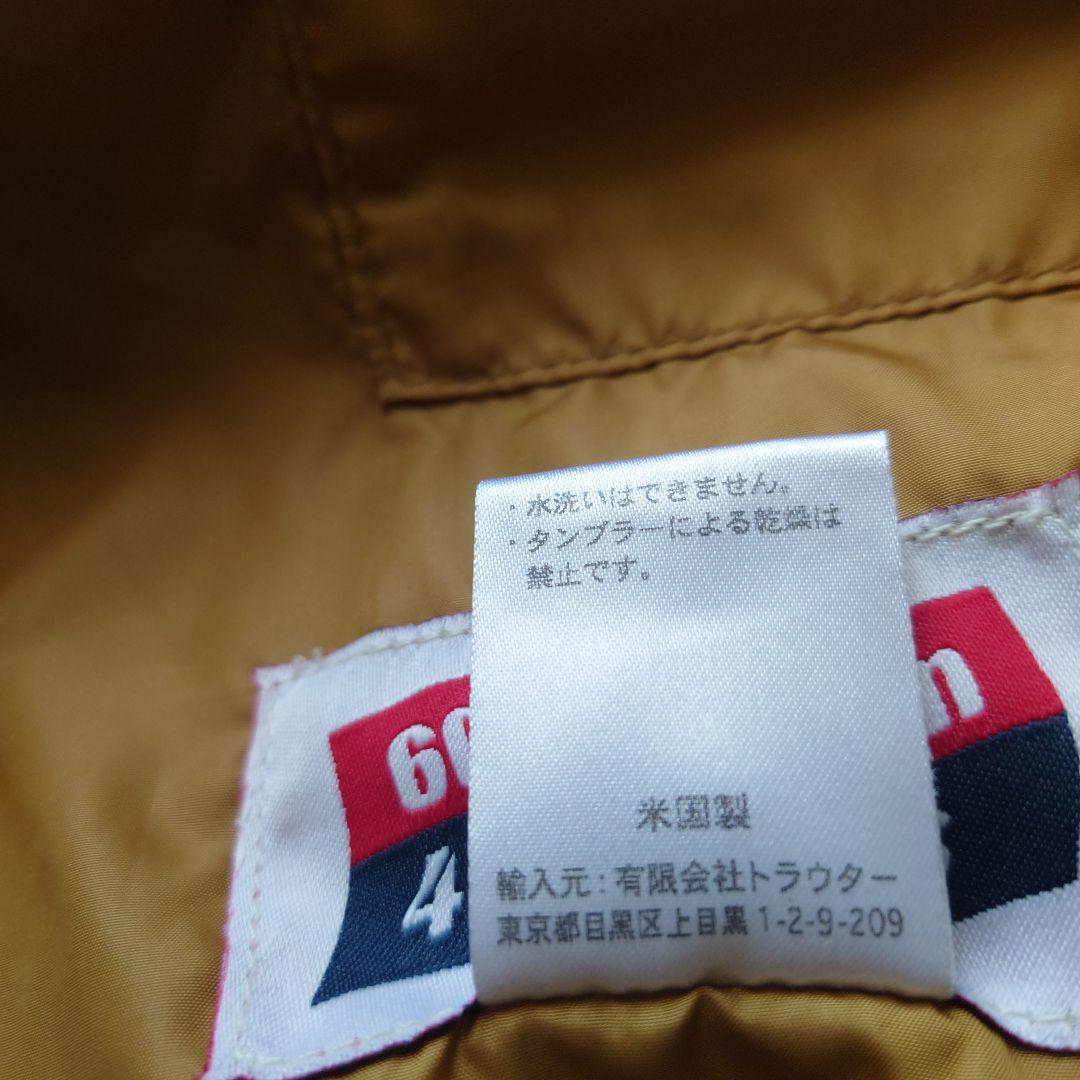 ・水洗いはできません。
・タンブラーによる乾燥は
禁止です。
米国製
輸入元：有限会社トラウター
東京都目黒区上目黒1-2-9-209
60
n
4